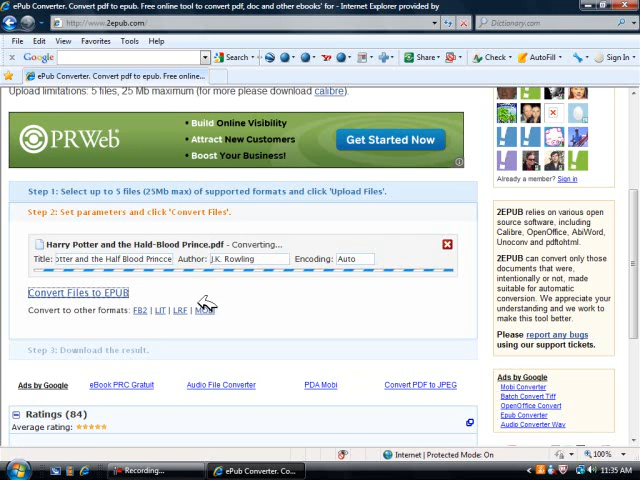 ePub Converter. Convert pdf to epub. Free online tool to convert pdf, doc and other ebooks' for - Internet Explorer provided by
http://www.2epub.com/
Dictionary.com
File Edit View Favorites Tools Help
Google Search Share Check AutoFill Sign In
ePub Converter. Convert pdf to epub. Free online...
Upload limitations: 5 files, 25 Mb maximum (for more please download calibre).
PRWeb
• Build Online Visibility
• Attract New Customers
• Boost Your Business!
Get Started Now
Already a member? Sign in
Step 1: Select up to 5 files (25Mb max) of supported formats and click 'Upload Files'.
Step 2: Set parameters and click 'Convert Files'.
Harry Potter and the Hald-Blood Prince.pdf - Converting...
Title: otter and the Half Blood Princce Author: J.K. Rowling Encoding: Auto
Convert Files to EPUB
Convert to other formats: FB2 | LIT | LRF | MOBI
Step 3: Download the result.
2EPUB relies on various open source software, including Calibre, OpenOffice, AbiWord, Unoconv and pdftohtml.
2EPUB can convert only those documents that were, intentionally or not, made suitable for automatic conversion. We appreciate your understanding and we work to make this tool better.
Please report any bugs using our support tickets.
Ads by Google eBook PRC Gratuit Audio File Converter PDA Mobi Convert PDF to JPEG
Ads by Google
Mobi Converter
Batch Convert Tiff
OpenOffice Convert
Epub Converter
Audio Converter Wav
Ratings (84)
Average rating:
Internet | Protected Mode: On 100%
Recording... ePub Converter. Co... 11:35 AM